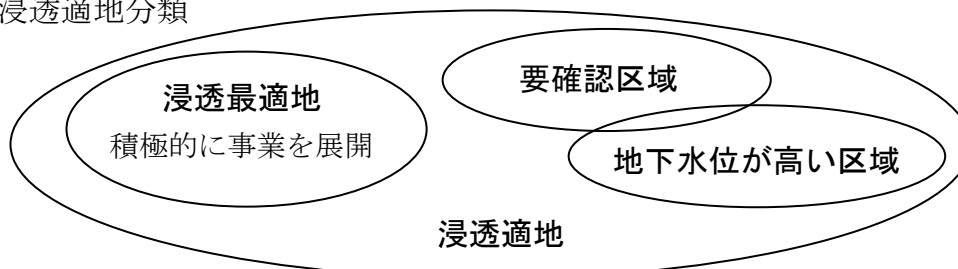 浸透適地分類
浸透最適地
積極的に事業を展開
要確認区域
地下水位が高い区域
浸透適地